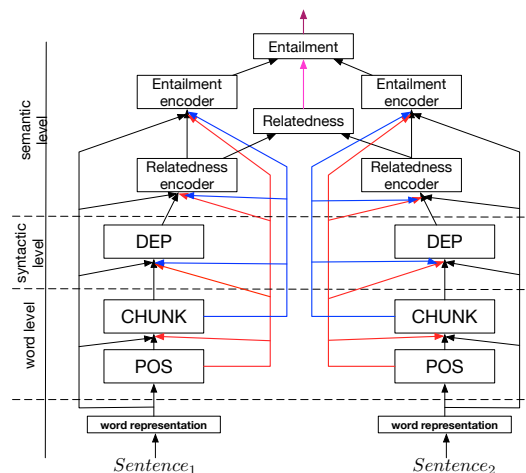 Entailment
Entailment
encoder
Entailment
encoder
Relatedness
Relatedness
encoder
Relatedness
encoder
semantic
level
DEP
DEP
syntactic
level
CHUNK
CHUNK
word level
POS
POS
word representation
word representation
Sentence₁
Sentence₂